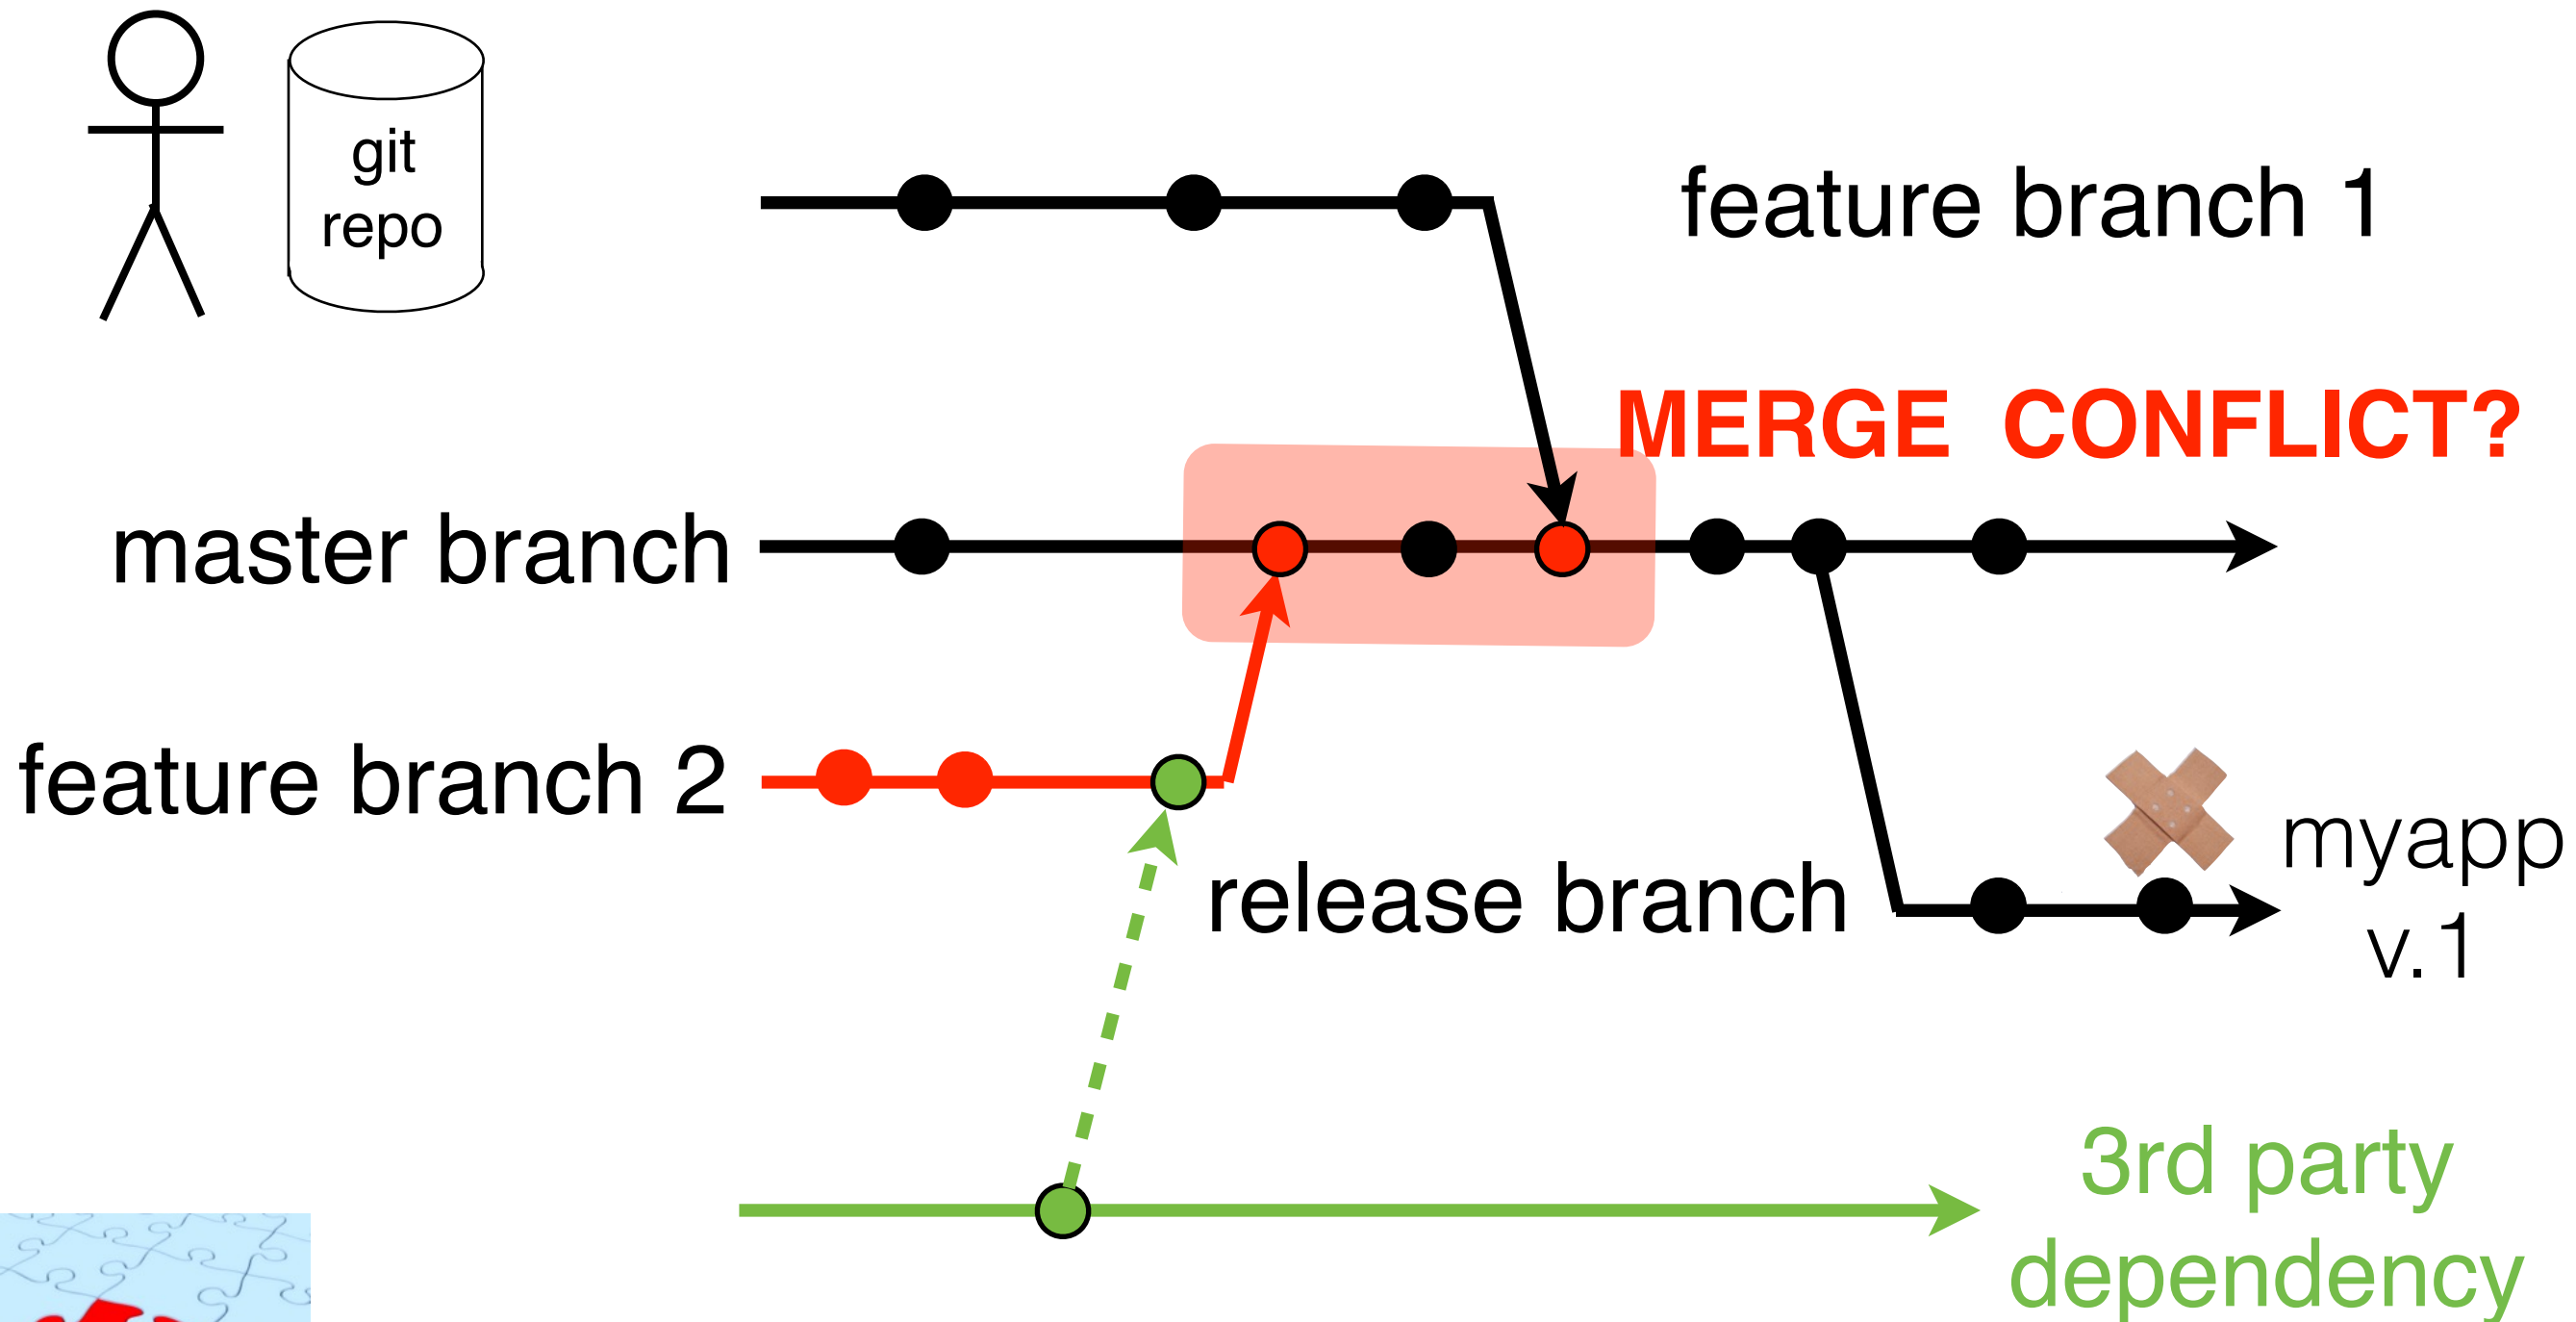 git
repo
feature branch 1
MERGE CONFLICT?
master branch
feature branch 2
release branch
myapp
v.1
3rd party
dependency